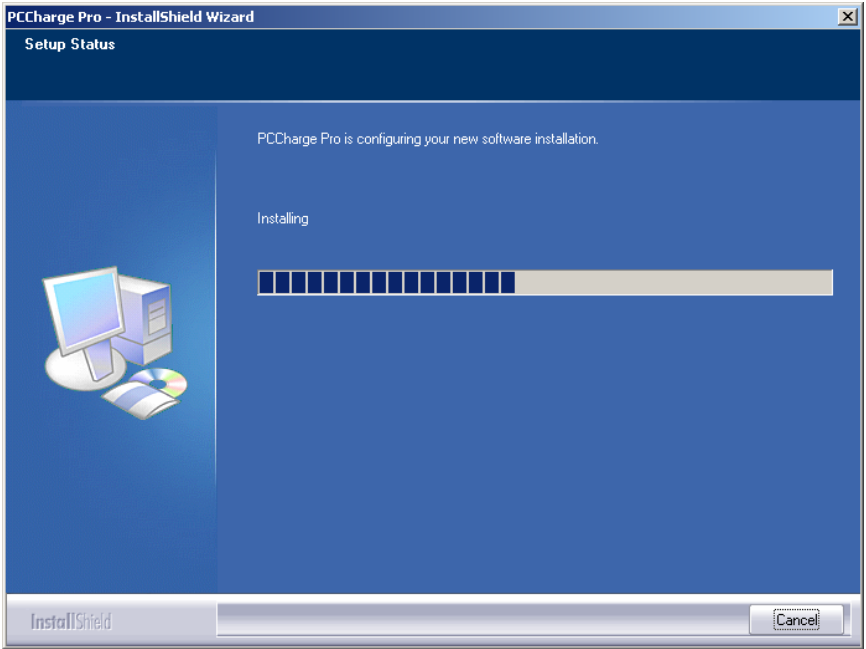 PCCharge Pro - InstallShield Wizard
Setup Status
PCCharge Pro is configuring your new software installation.
Installing
InstallShield
Cancel